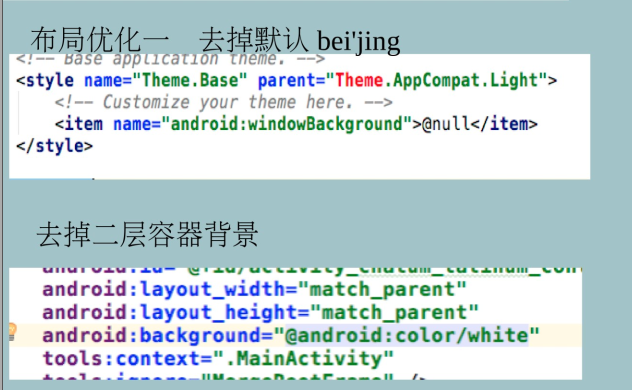 布局优化一 去掉默认 bei'jing
<!-- Base application theme. -->
<style name="Theme.Base" parent="Theme.AppCompat.Light">
<!-- Customize your theme here. -->
<item name="android:windowBackground">@null</item>
</style>
去掉二层容器背景
android:id="@+id/activity_chatum_latinum_con
android:layout_width="match_parent"
android:layout_height="match_parent"
android:background="@android:color/white"
tools:context=".MainActivity"
tools:ignore="MergeRootFrame" />